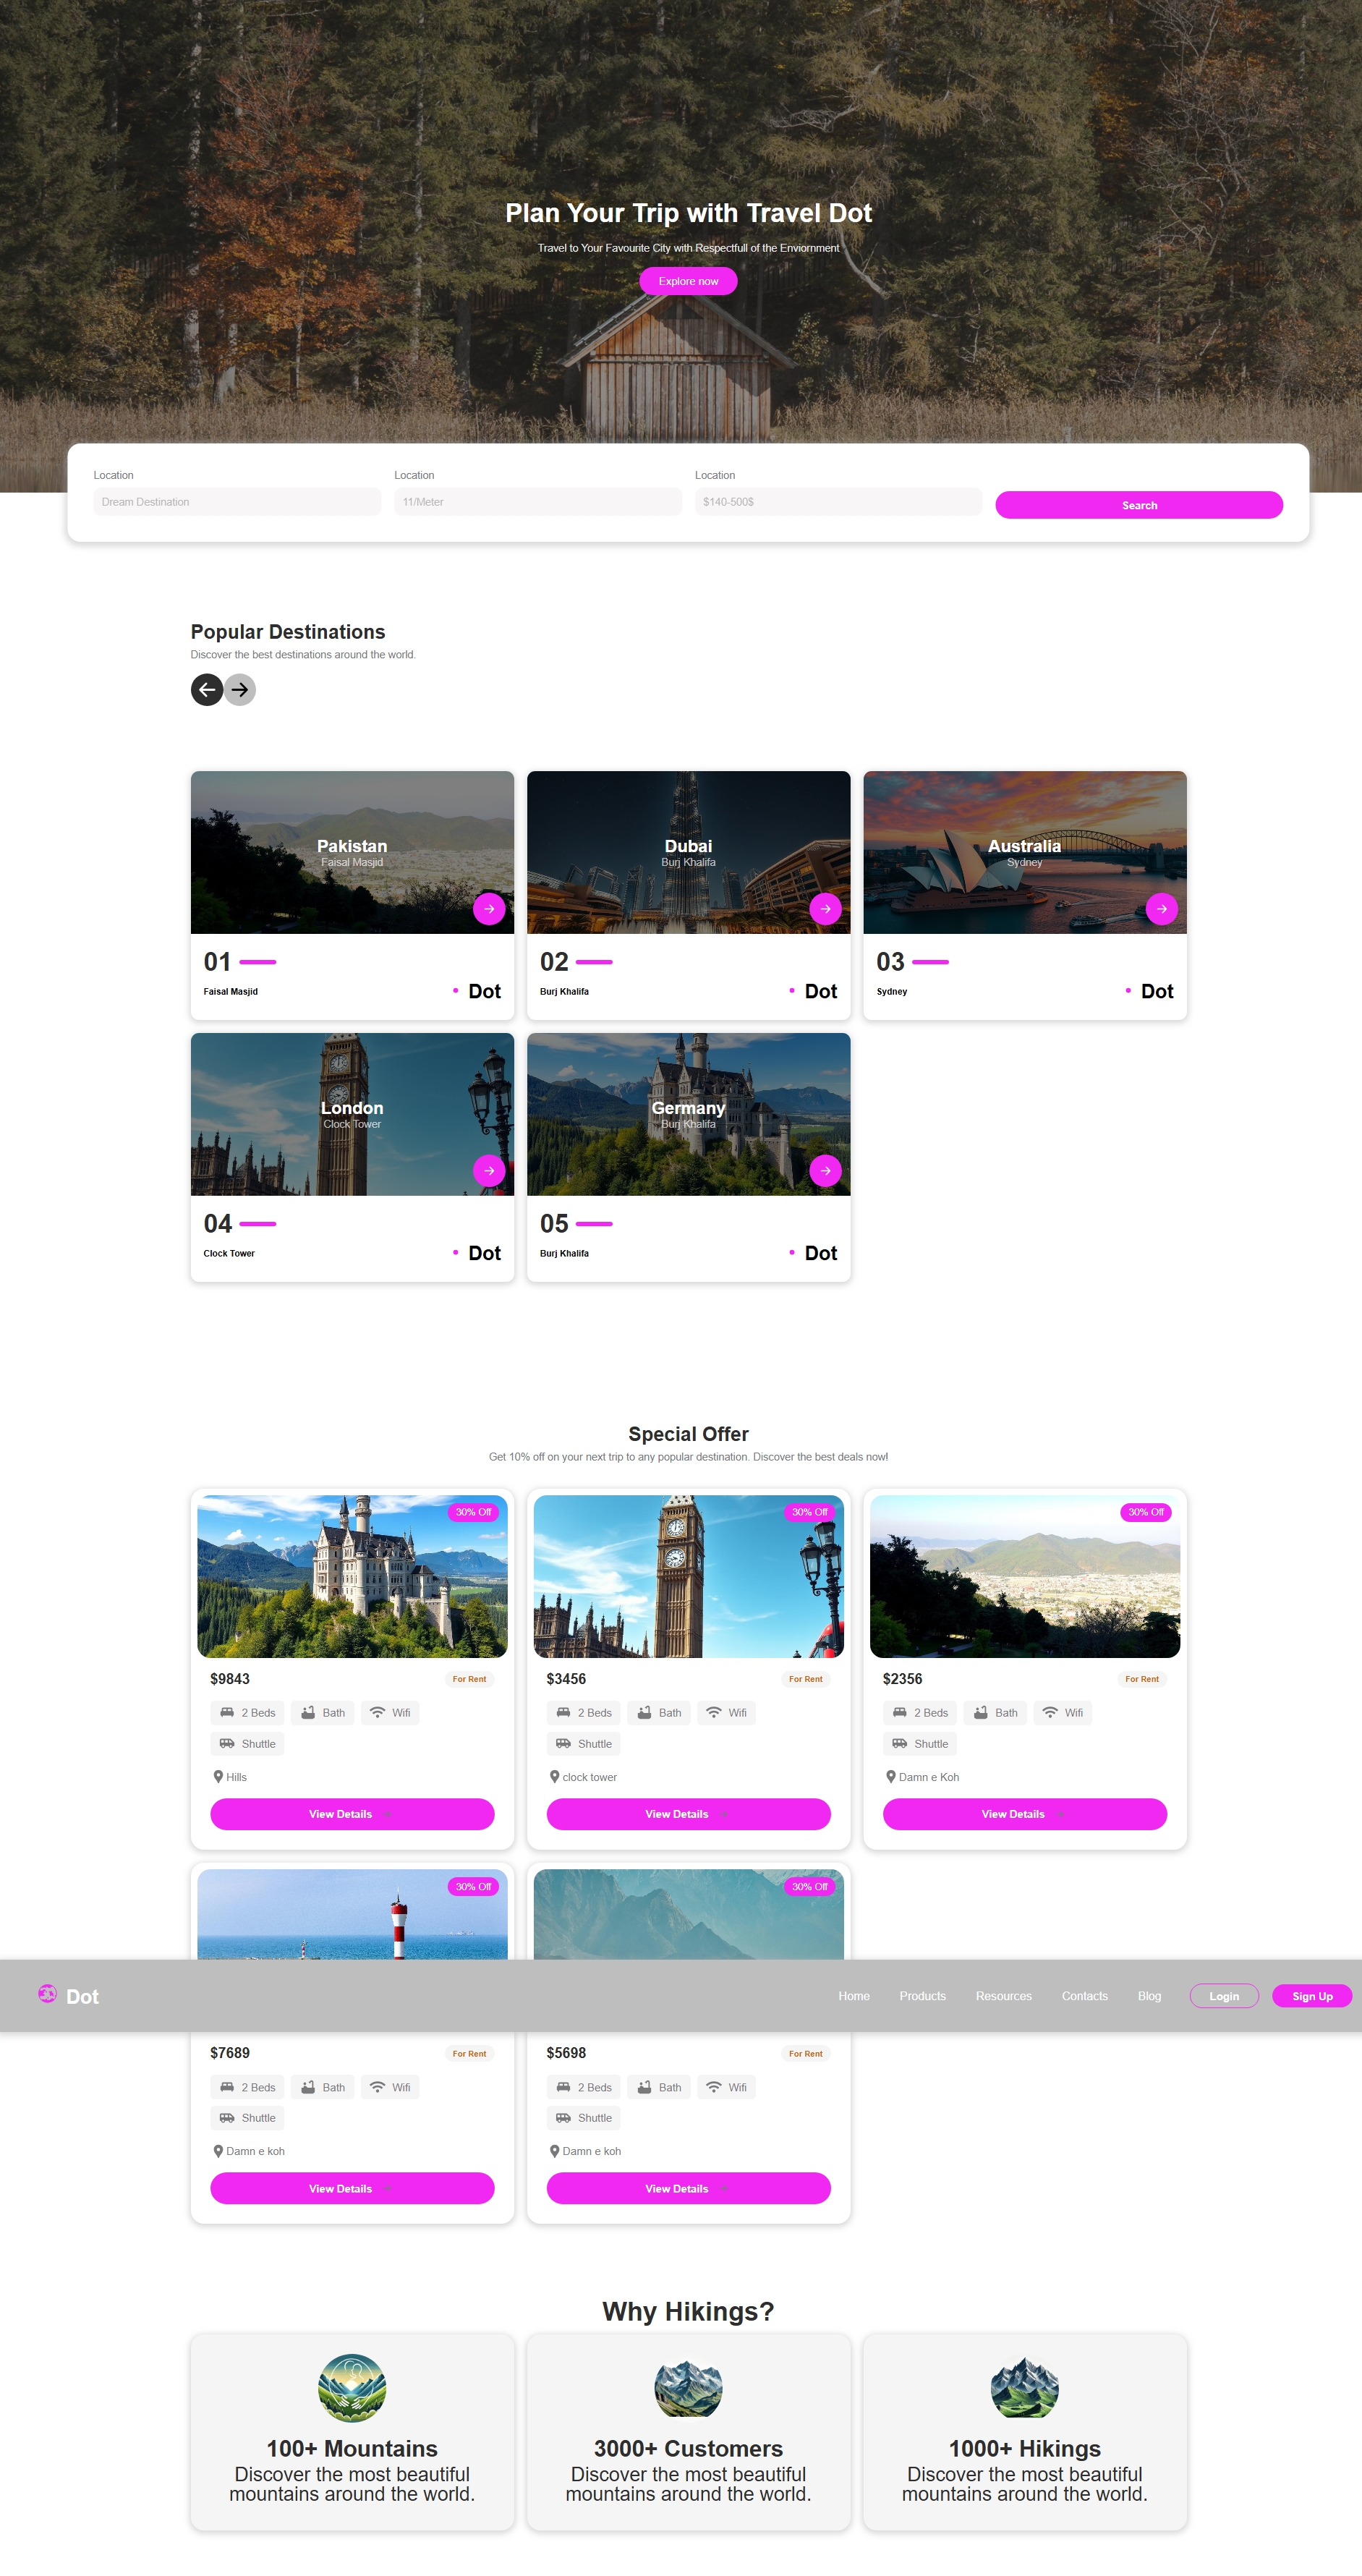 Plan Your Trip with Travel Dot
Travel to Your Favourite City with Respectfull of the Enviornment
Explore now
Location
Dream Destination
Location
11/Meter
Location
$140-500$
Search
Popular Destinations
Discover the best destinations around the world.
Pakistan
Faisal Masjid
01
Faisal Masjid
Dot
Dubai
Burj Khalifa
02
Burj Khalifa
Dot
Australia
Sydney
03
Sydney
Dot
London
Clock Tower
04
Clock Tower
Dot
Germany
Burj Khalifa
05
Burj Khalifa
Dot
Special Offer
Get 10% off on your next trip to any popular destination. Discover the best deals now!
30% Off
$9843
For Rent
2 Beds
Bath
Wifi
Shuttle
Hills
View Details
30% Off
$3456
For Rent
2 Beds
Bath
Wifi
Shuttle
clock tower
View Details
30% Off
$2356
For Rent
2 Beds
Bath
Wifi
Shuttle
Damn e Koh
View Details
30% Off
30% Off
Dot
Home
Products
Resources
Contacts
Blog
Login
Sign Up
$7689
For Rent
2 Beds
Bath
Wifi
Shuttle
Damn e koh
View Details
$5698
For Rent
2 Beds
Bath
Wifi
Shuttle
Damn e koh
View Details
Why Hikings?
100+ Mountains
Discover the most beautiful
mountains around the world.
3000+ Customers
Discover the most beautiful
mountains around the world.
1000+ Hikings
Discover the most beautiful
mountains around the world.